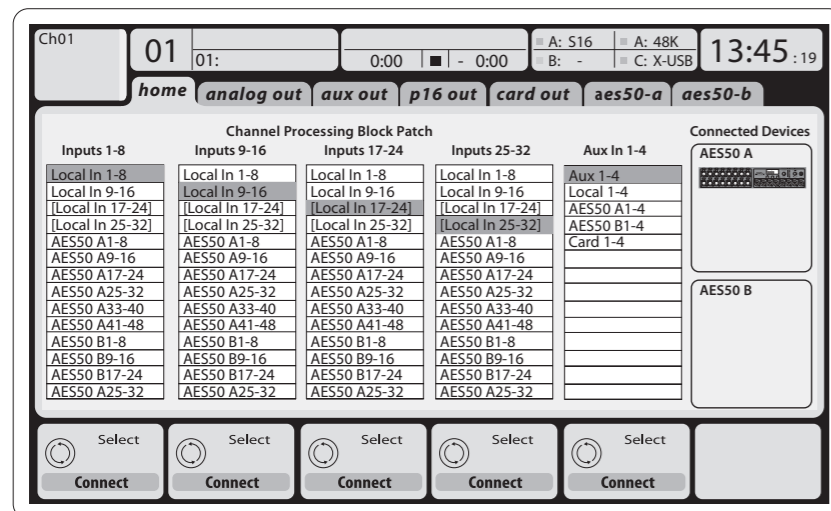 Ch01
01
01:
0:00 - 0:00
A: S16 A: 48K
B: - C: X-USB
13:45 :19
home analog out aux out p16 out card out aes50-a aes50-b
Channel Processing Block Patch
Connected Devices
Inputs 1-8 Inputs 9-16 Inputs 17-24 Inputs 25-32 Aux In 1-4
AES50 A
Local In 1-8 Local In 1-8 Local In 1-8 Local In 1-8 Aux 1-4
Local In 9-16 Local In 9-16 Local In 9-16 Local In 9-16 Local 1-4
[Local In 17-24] [Local In 17-24] [Local In 17-24] [Local In 17-24] AES50 A1-4
[Local In 25-32] [Local In 25-32] [Local In 25-32] [Local In 25-32] AES50 B1-4
AES50 A1-8 AES50 A1-8 AES50 A1-8 AES50 A1-8 Card 1-4
AES50 A9-16 AES50 A9-16 AES50 A9-16 AES50 A9-16
AES50 A17-24 AES50 A17-24 AES50 A17-24 AES50 A17-24
AES50 A25-32 AES50 A25-32 AES50 A25-32 AES50 A25-32
AES50 B
AES50 A33-40 AES50 A33-40 AES50 A33-40 AES50 A33-40
AES50 A41-48 AES50 A41-48 AES50 A41-48 AES50 A41-48
AES50 B1-8 AES50 B1-8 AES50 B1-8 AES50 B1-8
AES50 B9-16 AES50 B9-16 AES50 B9-16 AES50 B9-16
AES50 B17-24 AES50 B17-24 AES50 B17-24 AES50 B17-24
AES50 A25-32 AES50 A25-32 AES50 A25-32 AES50 A25-32
Select Select Select Select Select
Connect Connect Connect Connect Connect